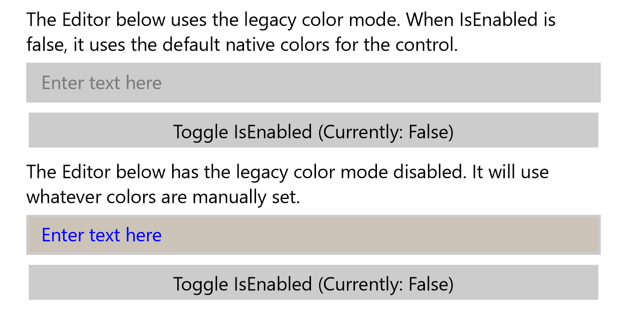 The Editor below uses the legacy color mode. When IsEnabled is
false, it uses the default native colors for the control.
Enter text here
Toggle IsEnabled (Currently: False)
The Editor below has the legacy color mode disabled. It will use
whatever colors are manually set.
Enter text here
Toggle IsEnabled (Currently: False)